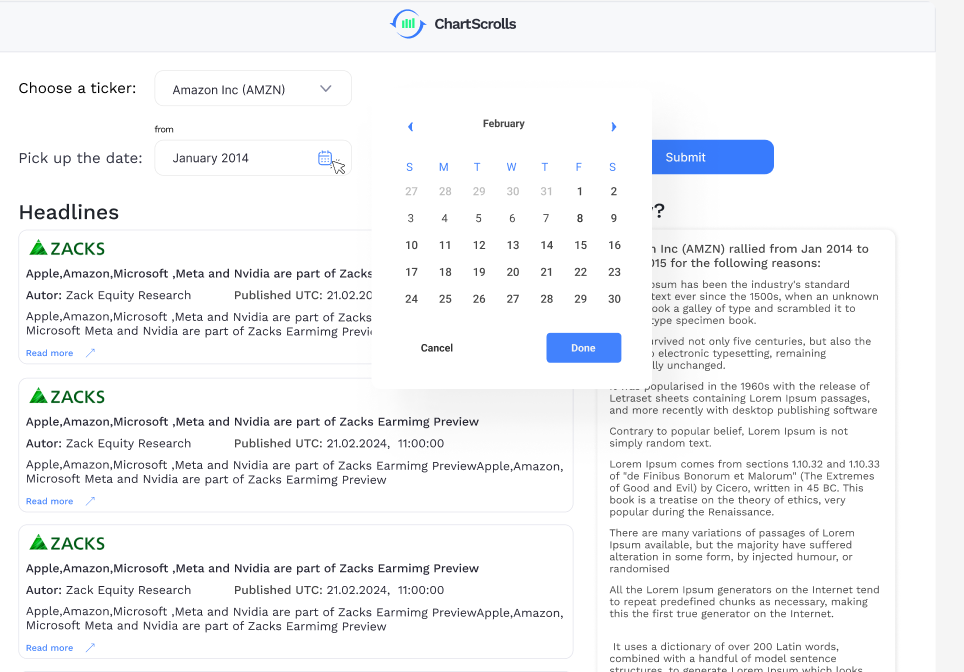 ChartScrolls
Choose a ticker:
Amazon Inc (AMZN)
from
Pick up the date:
January 2014
Submit
February
S M T W T F S
27 28 29 30 31 1 2
3 4 5 6 7 8 9
10 11 12 13 14 15 16
17 18 19 20 21 22 23
24 25 26 27 28 29 30
Cancel
Done
Headlines
ZACKS
Apple,Amazon,Microsoft ,Meta and Nvidia are part of Zacks
Autor: Zack Equity Research Published UTC: 21.02.20
Apple,Amazon,Microsoft ,Meta and Nvidia are part of Zacks
Microsoft Meta and Nvidia are part of Zacks Earmimg
Read more
ZACKS
Apple,Amazon,Microsoft ,Meta and Nvidia are part of Zacks Earmimg Preview
Autor: Zack Equity Research Published UTC: 21.02.2024, 11:00:00
Apple,Amazon,Microsoft ,Meta and Nvidia are part of Zacks Earmimg PreviewApple,Amazon,
Microsoft Meta and Nvidia are part of Zacks Earmimg Preview
Read more
ZACKS
Apple,Amazon,Microsoft ,Meta and Nvidia are part of Zacks Earmimg Preview
Autor: Zack Equity Research Published UTC: 21.02.2024, 11:00:00
Apple,Amazon,Microsoft ,Meta and Nvidia are part of Zacks Earmimg PreviewApple,Amazon,
Microsoft Meta and Nvidia are part of Zacks Earmimg Preview
Read more
?
Inc (AMZN) rallied from Jan 2014 to
015 for the following reasons:
psum has been the industry's standard
text ever since the 1500s, when an unknown
ook a galley of type and scrambled it to
type specimen book.
urvived not only five centuries, but also the
electronic typesetting, remaining
lly unchanged.
It was popularised in the 1960s with the release of
Letraset sheets containing Lorem Ipsum passages,
and more recently with desktop publishing software
Contrary to popular belief, Lorem Ipsum is not
simply random text.
Lorem Ipsum comes from sections 1.10.32 and 1.10.33
of "de Finibus Bonorum et Malorum" (The Extremes
of Good and Evil) by Cicero, written in 45 BC. This
book is a treatise on the theory of ethics, very
popular during the Renaissance.
There are many variations of passages of Lorem
Ipsum available, but the majority have suffered
alteration in some form, by injected humour, or
randomised
All the Lorem Ipsum generators on the Internet tend
to repeat predefined chunks as necessary, making
this the first true generator on the Internet.
It uses a dictionary of over 200 Latin words,
combined with a handful of model sentence
structures, to generate Lorem Ipsum which looks